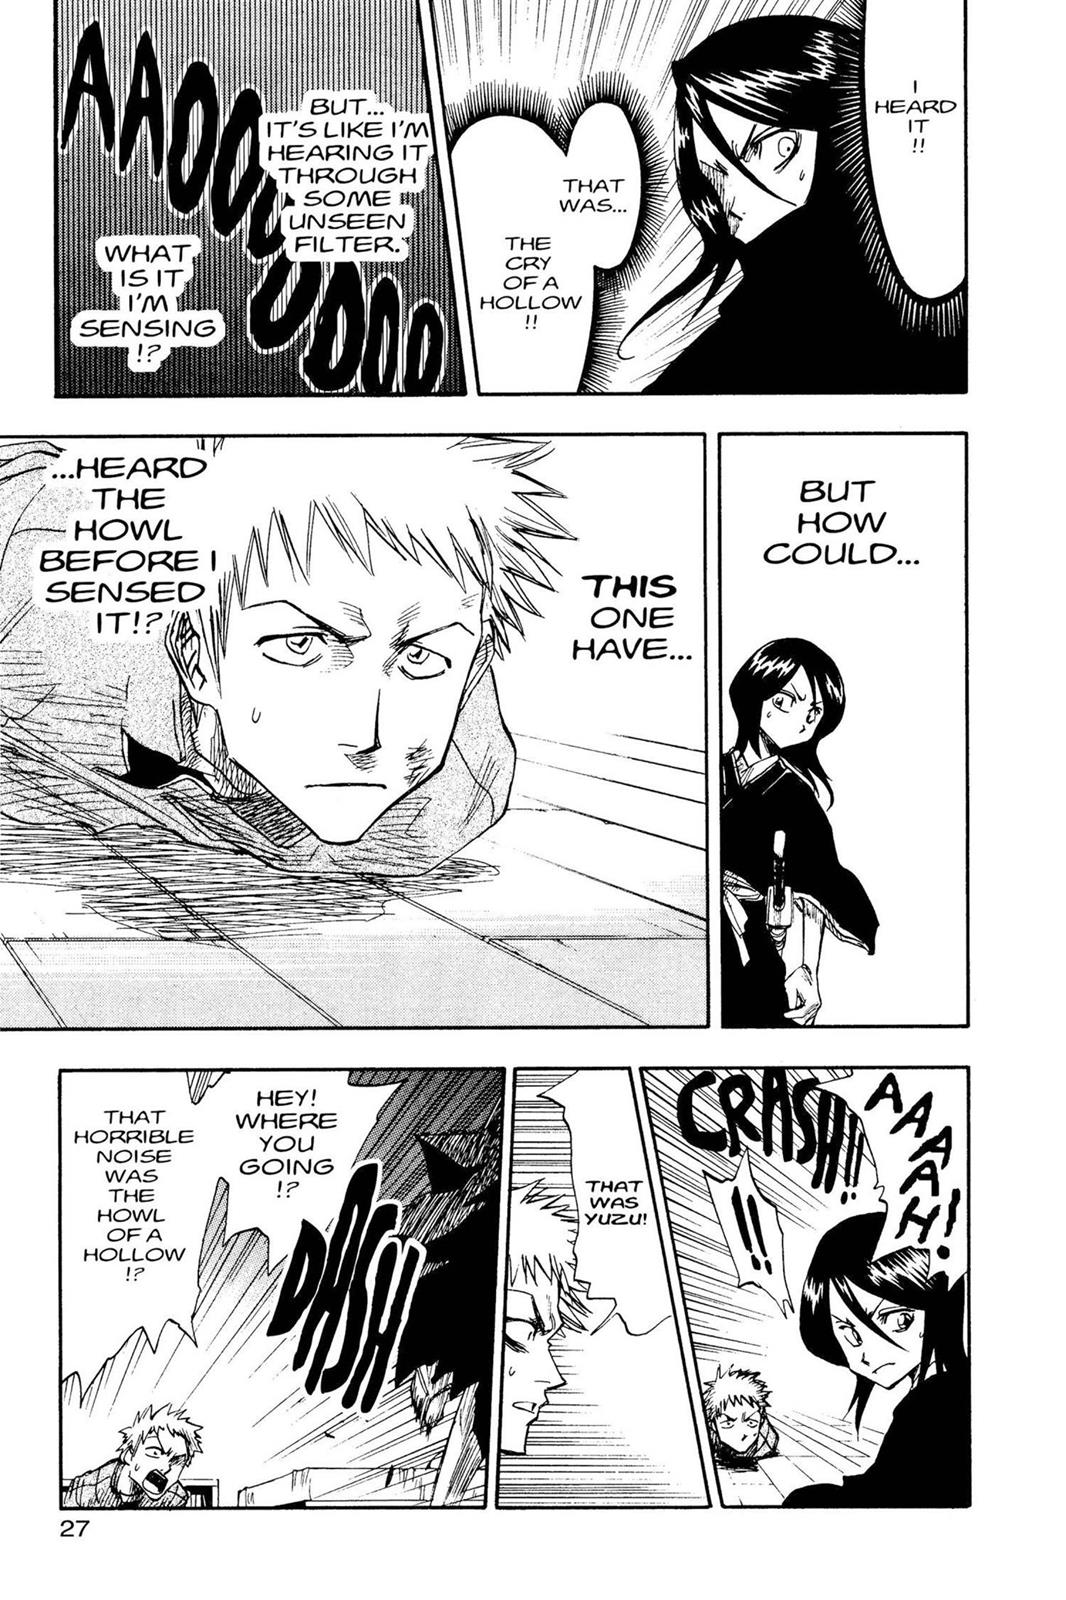 I
HEARD
IT!!
THAT
WAS...
THE
CRY
OF A
HOLLOW
!!
BUT...
IT'S LIKE I'M
HEARING IT
THROUGH
SOME
UNSEEN
FILTER.
WHAT
IS IT
I'M
SENSING
!?
AAOOOOOOOO
BUT
HOW
COULD...
THIS
ONE
HAVE...
...HEARD
THE
HOWL
BEFORE I
SENSED
IT!?
AAAAH!
CRASH!!
!!
THAT
WAS
YUZU!
HEY!
WHERE
YOU
GOING
!?
DASH!
THAT
HORRIBLE
NOISE
WAS
THE
HOWL
OF A
HOLLOW
!?
27